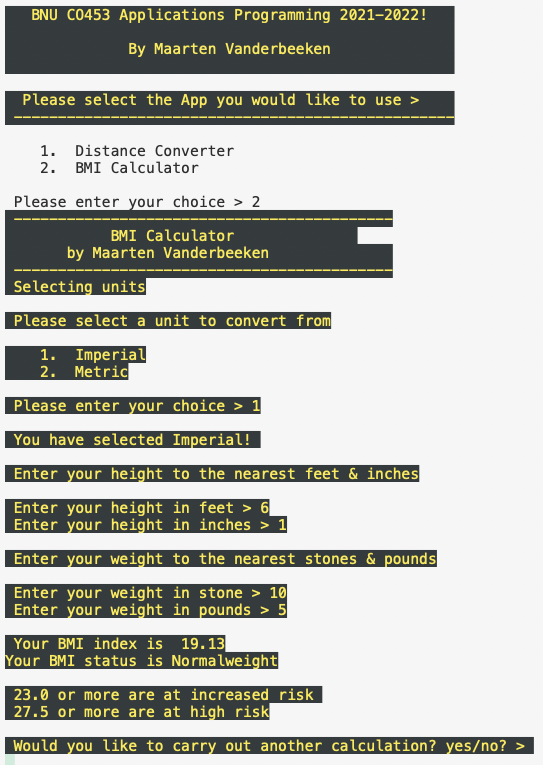 BNU CO453 Applications Programming 2021-2022!
By Maarten Vanderbeeken
Please select the App you would like to use >
---------------------------------------------------
1. Distance Converter
2. BMI Calculator
Please enter your choice > 2
--------------------------------------------
BMI Calculator
by Maarten Vanderbeeken
--------------------------------------------
Selecting units
Please select a unit to convert from
1. Imperial
2. Metric
Please enter your choice > 1
You have selected Imperial!
Enter your height to the nearest feet & inches
Enter your height in feet > 6
Enter your height in inches > 1
Enter your weight to the nearest stones & pounds
Enter your weight in stone > 10
Enter your weight in pounds > 5
Your BMI index is  19.13
Your BMI status is Normalweight
23.0 or more are at increased risk
27.5 or more are at high risk
Would you like to carry out another calculation? yes/no? >